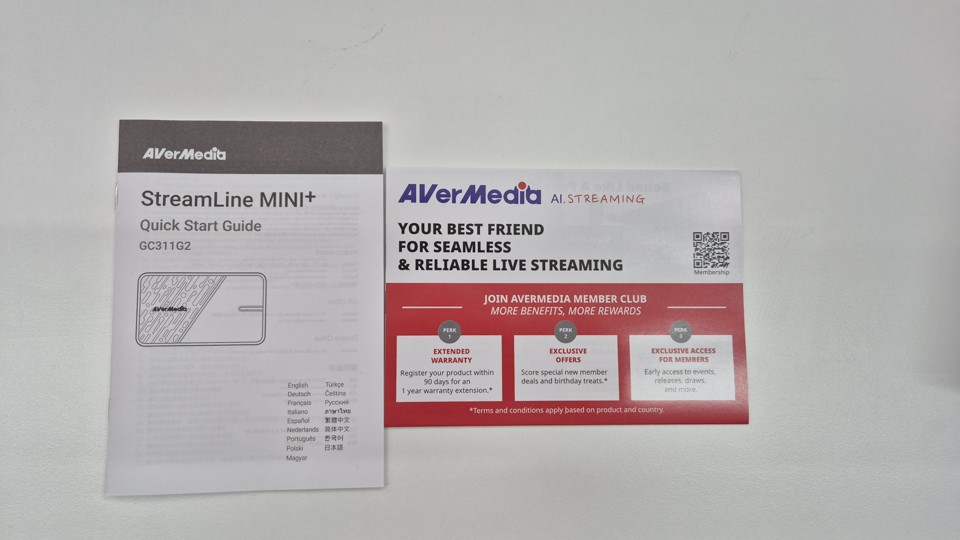 AVerMedia
StreamLine MINI+
Quick Start Guide
GC311G2
AVerMedia
English
Deutsch
Français
Italiano
Español
Nederlands
Português
Polski
Magyar
Türkçe
Čeština
Русский
ภาษาไทย
繁體中文
简体中文
한국어
日本語
AVerMedia AI.STREAMING
YOUR BEST FRIEND
FOR SEAMLESS
& RELIABLE LIVE STREAMING
Membership
JOIN AVERMEDIA MEMBER CLUB
MORE BENEFITS, MORE REWARDS
PERK
1
EXTENDED
WARRANTY
Register your product within
90 days for an
1 year warranty extension.*
PERK
2
EXCLUSIVE
OFFERS
Score special new member
deals and birthday treats.*
PERK
3
EXCLUSIVE ACCESS
FOR MEMBERS
Early access to events,
releases, draws,
and more.
*Terms and conditions apply based on product and country.